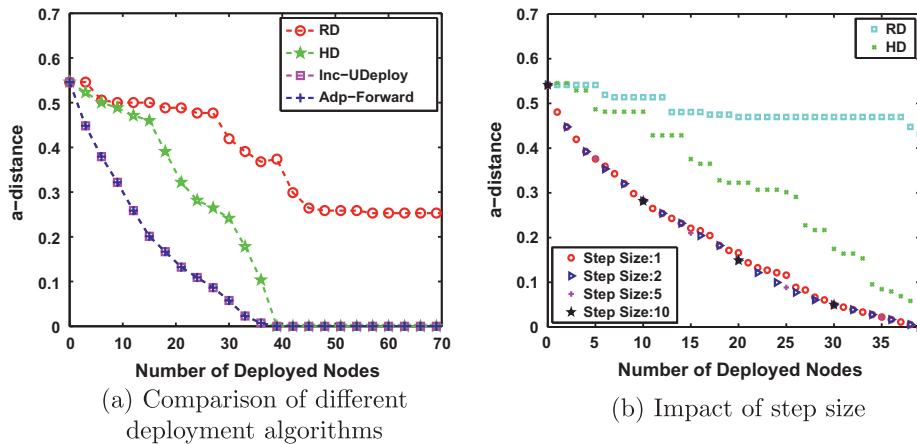 0.7
0.6
0.5
0.4
0.3
0.2
0.1
0
a-distance
0 10 20 30 40 50 60 70
Number of Deployed Nodes
RD
HD
Inc-UDeploy
Adp-Forward
(a) Comparison of different
deployment algorithms
0.7
0.6
0.5
0.4
0.3
0.2
0.1
0
a-distance
0 5 10 15 20 25 30 35
Number of Deployed Nodes
RD
HD
Step Size:1
Step Size:2
Step Size:5
Step Size:10
(b) Impact of step size